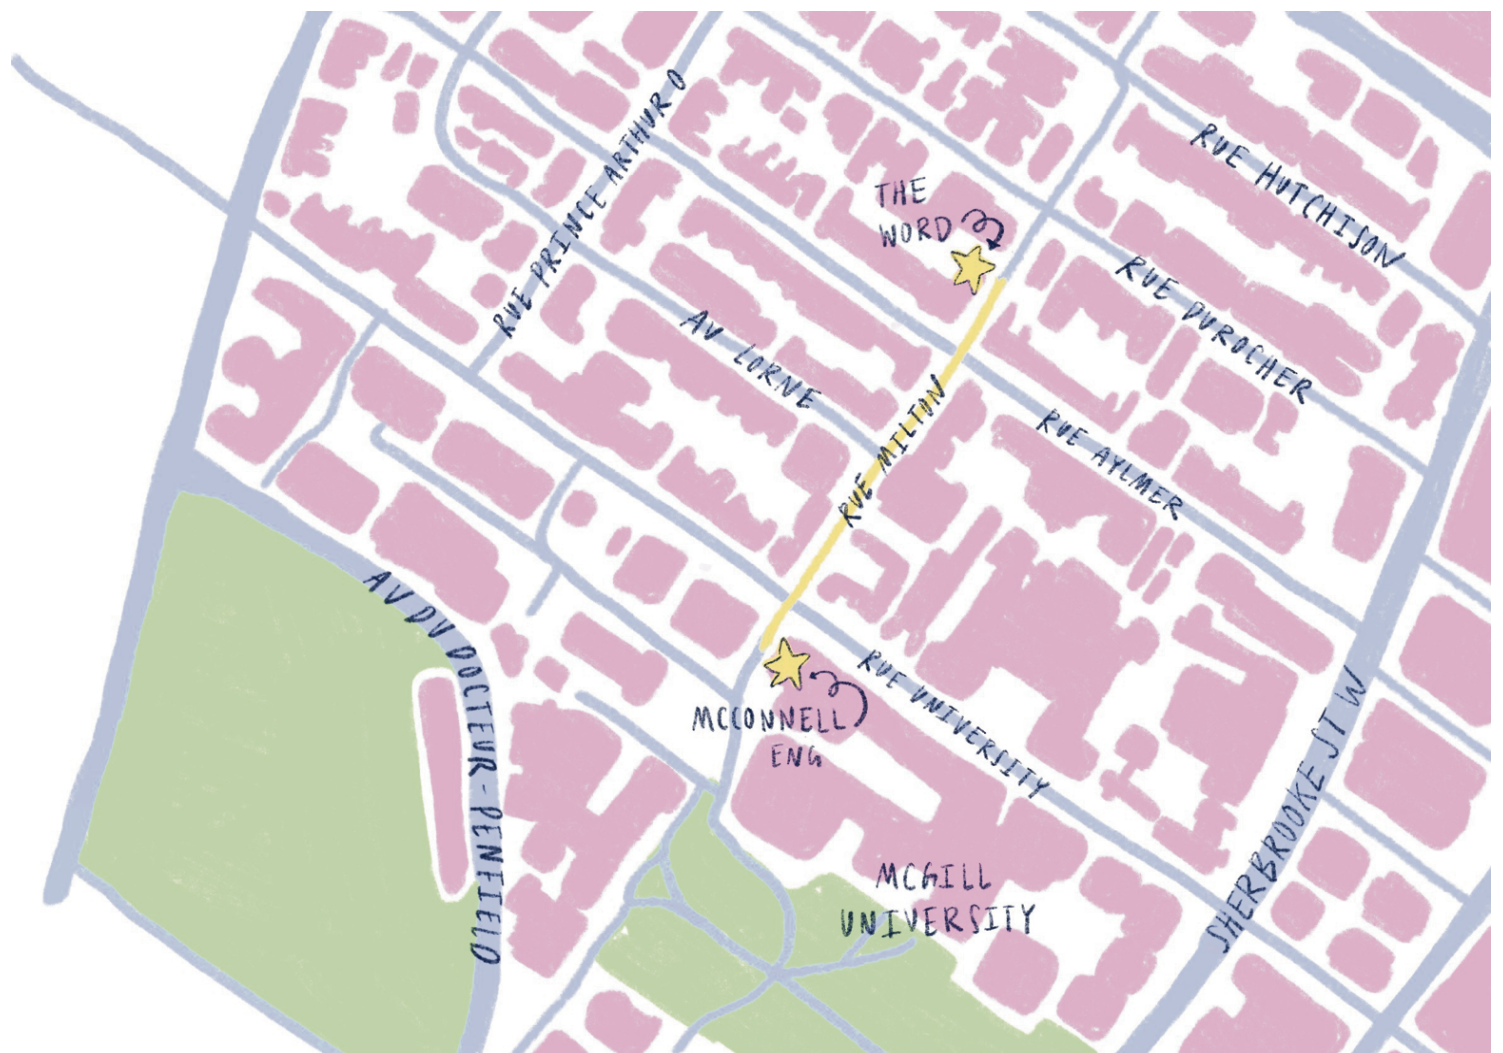 RUE PRINCE ARTHUR O
RUE HUTCHISON
THE
WORD
RUE DUROCHER
AV LORNE
RUE MILTON
RUE AYLMER
AV DU DOCTEUR-PENFIELD
RUE UNIVERSITY
MCCONNELL
ENG
SHERBROOKE ST W
MCGILL
UNIVERSITY